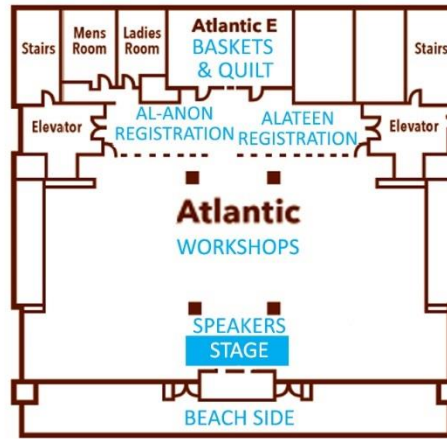 Stairs
Mens
Room
Ladies
Room
Atlantic E
BASKETS
& QUILT
Stairs
Elevator
AL-ANON
REGISTRATION
ALATEEN
REGISTRATION
Elevator
Atlantic
WORKSHOPS
SPEAKERS
STAGE
BEACH SIDE